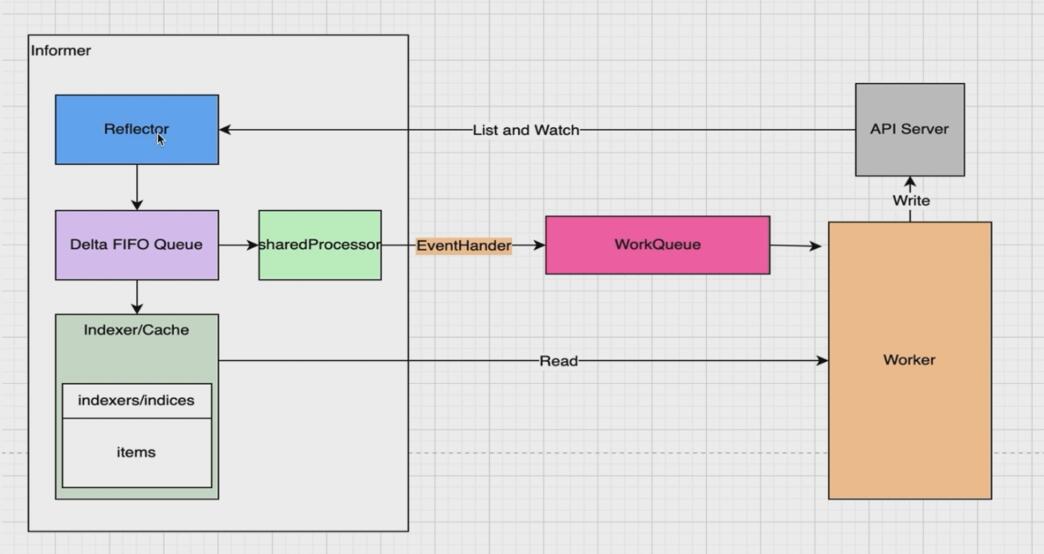 Informer
Reflector
List and Watch
API Server
Write
Delta FIFO Queue
sharedProcessor
EventHander
WorkQueue
Indexer/Cache
Read
Worker
indexers/indices
items